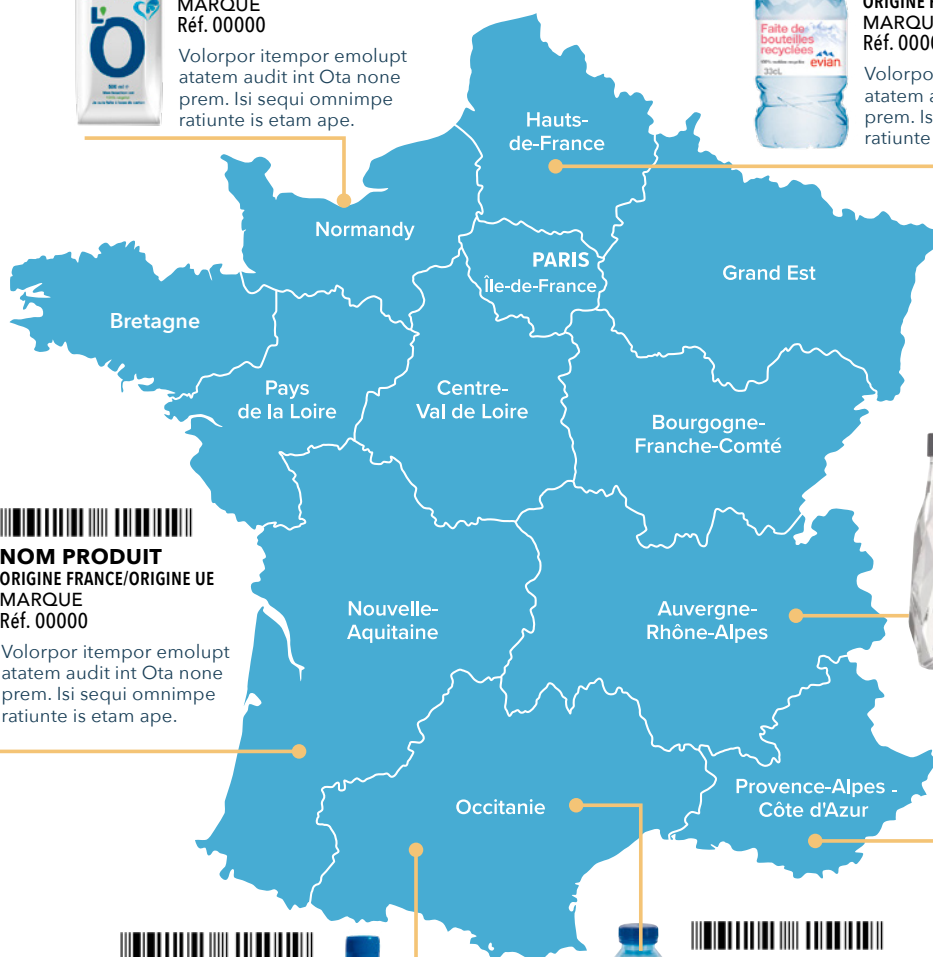 MARQUE
Réf. 00000
Volorpor itempor emolupt
atatem audit int Ota none
prem. Isi sequi omnimpe
ratiunte is etam ape.
L'Ô
Faite de
bouteilles
recyclées
evian
33cL
ORIGINE
MARQU
Réf. 0000
Volorpo
atatem
prem. Is
ratiunte
Hauts-
de-France
Normandy
PARIS
Île-de-France
Grand Est
Bretagne
Pays
de la Loire
Centre-
Val de Loire
Bourgogne-
Franche-Comté
NOM PRODUIT
ORIGINE FRANCE/ORIGINE UE
MARQUE
Réf. 00000
Volorpor itempor emolupt
atatem audit int Ota none
prem. Isi sequi omnimpe
ratiunte is etam ape.
Nouvelle-
Aquitaine
Auvergne-
Rhône-Alpes
Occitanie
Provence-Alpes -
Côte d'Azur